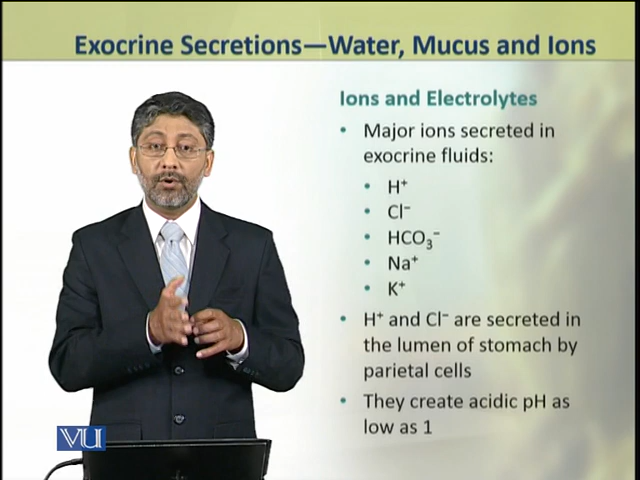 Exocrine Secretions—Water, Mucus and Ions
Ions and Electrolytes
• Major ions secreted in
exocrine fluids:
• H⁺
• Cl⁻
• HCO₃⁻
• Na⁺
• K⁺
• H⁺ and Cl⁻ are secreted in
the lumen of stomach by
parietal cells
• They create acidic pH as
low as 1
VU